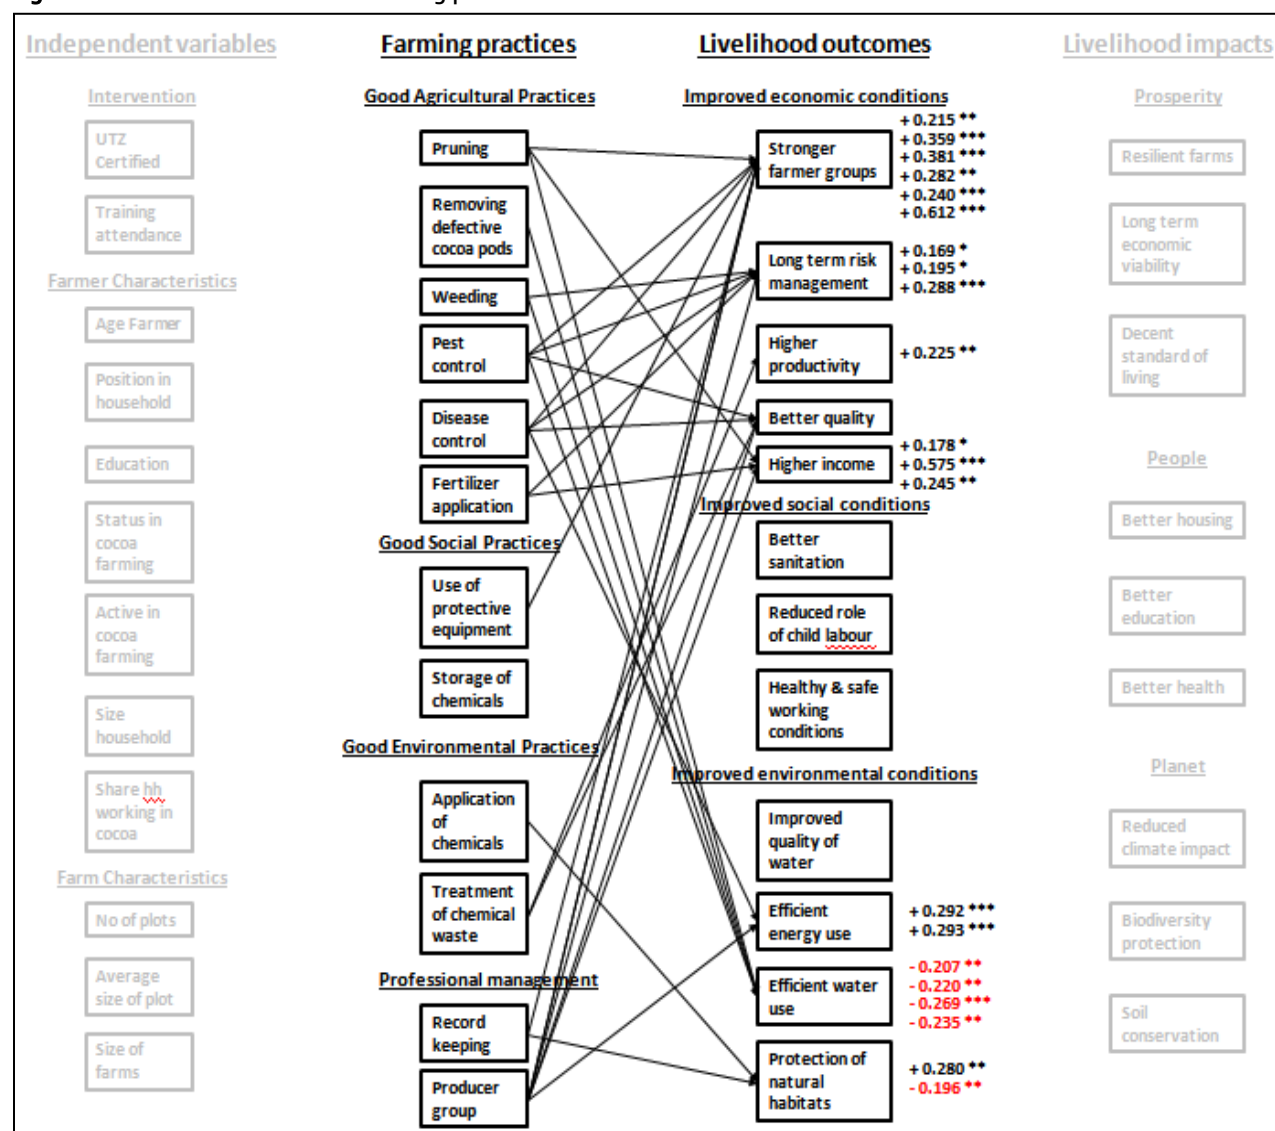 Independent variables
Intervention
UTZ
Certified
Training
attendance
Farmer Characteristics
Age Farmer
Position in
household
Education
Status in
cocoa
farming
Active in
cocoa
farming
Size
household
Share hh
working in
cocoa
Farm Characteristics
No of plots
Average
size of plot
Size of
farms
Farming practices
Good Agricultural Practices
Pruning
Removing
defective
cocoa pods
Weeding
Pest
control
Disease
control
Fertilizer
application
Good Social Practices
Use of
protective
equipment
Storage of
chemicals
Good Environmental Practices
Application
of
chemicals
Treatment
of chemical
waste
Professional management
Record
keeping
Producer
group
Livelihood outcomes
Improved economic conditions
Stronger
farmer groups
+ 0.215 **
+ 0.359 ***
+ 0.381 ***
+ 0.282 **
+ 0.240 ***
+ 0.612 ***
Long term risk
management
+ 0.169 *
+ 0.195 *
+ 0.288 ***
Higher
productivity
+ 0.225 **
Better quality
Higher income
+ 0.178 *
+ 0.575 ***
+ 0.245 **
Improved social conditions
Better
sanitation
Reduced role
of child labour
Healthy & safe
working
conditions
Improved environmental conditions
Improved
quality of
water
Efficient
energy use
+ 0.292 ***
+ 0.293 ***
Efficient water
use
- 0.207 **
- 0.220 **
- 0.269 ***
- 0.235 **
Protection of
natural
habitats
+ 0.280 **
- 0.196 **
Livelihood impacts
Prosperity
Resilient farms
Long term
economic
viability
Decent
standard of
living
People
Better housing
Better
education
Better health
Planet
Reduced
climate impact
Biodiversity
protection
Soil
conservation